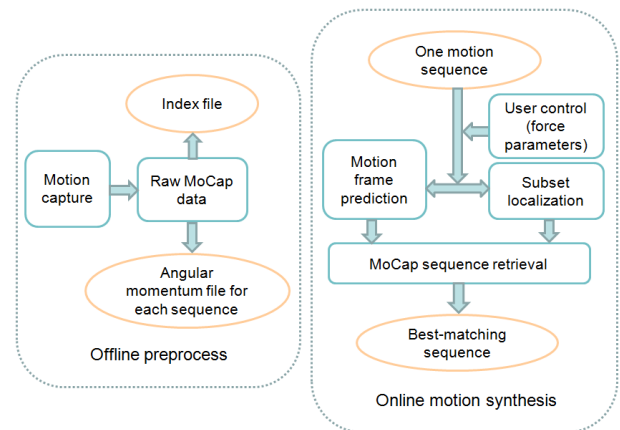 Index file
Motion
capture
Raw MoCap
data
Angular
momentum file for
each sequence
Offline preprocess
One motion
sequence
User control
(force
parameters)
Motion
frame
prediction
Subset
localization
MoCap sequence retrieval
Best-matching
sequence
Online motion synthesis